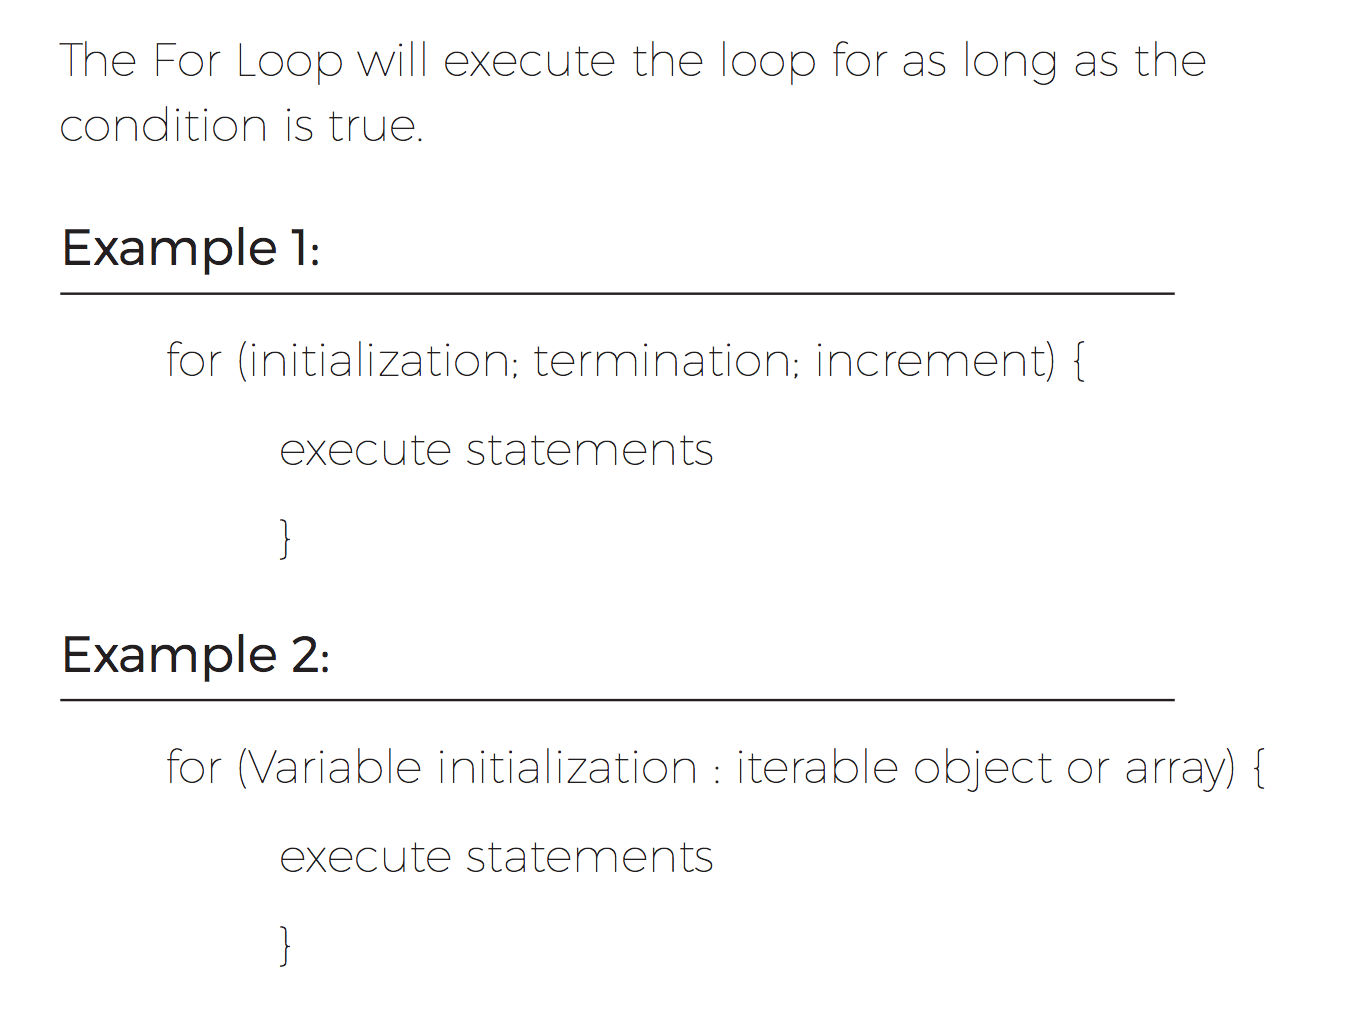 The For Loop will execute the loop for as long as the
condition is true.
Example 1:
for (initialization; termination; increment) {
execute statements
}
Example 2:
for (Variable initialization : iterable object or array) {
execute statements
}